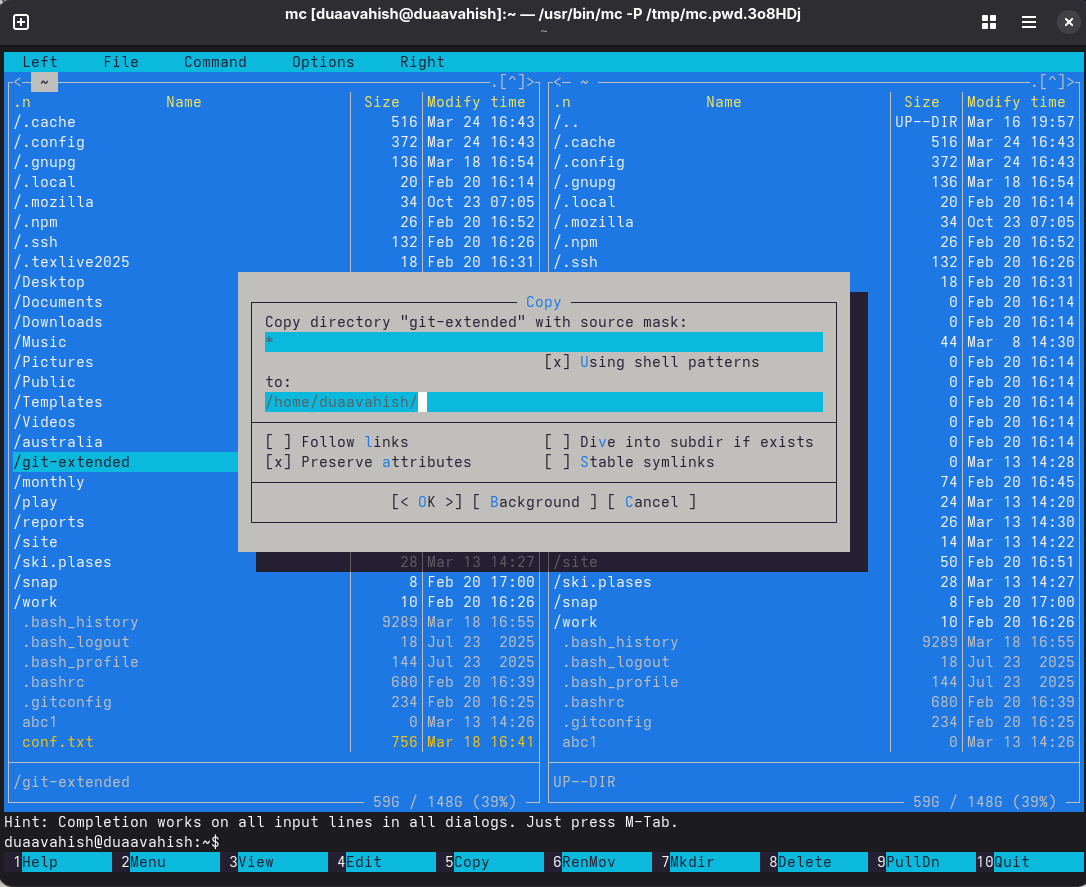 mc [duaavahish@duaavahish]:~ — /usr/bin/mc -P /tmp/mc.pwd.3o8HDj
~
Left File Command Options Right
<─ ~ .[^]> <─ ~ .[^]>
.n Name Size Modify time .n Name Size Modify time
/.cache 516 Mar 24 16:43 /.. UP--DIR Mar 16 19:57
/.config 372 Mar 24 16:43 /.cache 516 Mar 24 16:43
/.gnupg 136 Mar 18 16:54 /.config 372 Mar 24 16:43
/.local 20 Feb 20 16:14 /.gnupg 136 Mar 18 16:54
/.mozilla 34 Oct 23 07:05 /.local 20 Feb 20 16:14
/.npm 26 Feb 20 16:52 /.mozilla 34 Oct 23 07:05
/.ssh 132 Feb 20 16:26 /.npm 26 Feb 20 16:52
/.texlive2025 18 Feb 20 16:31 /.ssh 132 Feb 20 16:26
/Desktop 18 Feb 20 16:31
/Documents Copy 0 Feb 20 16:14
/Downloads Copy directory "git-extended" with source mask: 0 Feb 20 16:14
/Music * 44 Mar 8 14:30
/Pictures [x] Using shell patterns 0 Feb 20 16:14
/Public to: 0 Feb 20 16:14
/Templates /home/duaavahish/ 0 Feb 20 16:14
/Videos 0 Feb 20 16:14
/australia [ ] Follow links [ ] Dive into subdir if exists 0 Feb 20 16:14
/git-extended [x] Preserve attributes [ ] Stable symlinks 0 Mar 13 14:28
/monthly 74 Feb 20 16:45
/play [< OK >] [ Background ] [ Cancel ] 24 Mar 13 14:20
/reports 26 Mar 13 14:30
/site 14 Mar 13 14:22
/ski.plases 28 Mar 13 14:27 /site 50 Feb 20 16:51
/snap 8 Feb 20 17:00 /ski.plases 28 Mar 13 14:27
/work 10 Feb 20 16:26 /snap 8 Feb 20 17:00
.bash_history 9289 Mar 18 16:55 /work 10 Feb 20 16:26
.bash_logout 18 Jul 23 2025 .bash_history 9289 Mar 18 16:55
.bash_profile 144 Jul 23 2025 .bash_logout 18 Jul 23 2025
.bashrc 680 Feb 20 16:39 .bash_profile 144 Jul 23 2025
.gitconfig 234 Feb 20 16:25 .bashrc 680 Feb 20 16:39
abc1 0 Mar 13 14:26 .gitconfig 234 Feb 20 16:25
conf.txt 756 Mar 18 16:41 abc1 0 Mar 13 14:26
/git-extended UP--DIR
59G / 148G (39%) 59G / 148G (39%)
Hint: Completion works on all input lines in all dialogs. Just press M-Tab.
duaavahish@duaavahish:~$
1Help 2Menu 3View 4Edit 5Copy 6RenMov 7Mkdir 8Delete 9PullDn 10Quit